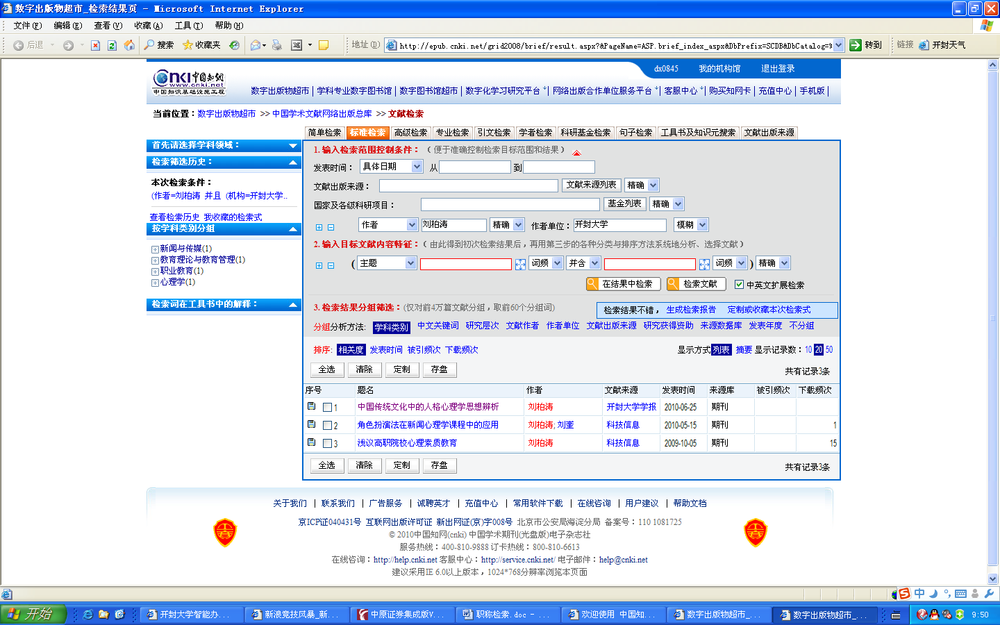 数字出版物超市_检索结果页 - Microsoft Internet Explorer
文件(F) 编辑(E) 查看(V) 收藏(A) 工具(T) 帮助(H)
后退 搜索 收藏夹 地址(D) http://epub.cnki.net/grid2008/brief/result.aspx?&PageName=ASP.brief_index_aspx&DbPrefix=SCDB&DbCatalog=% 转到 链接 开封天气
dx0845 我的机构馆 退出登录
cnki 中国知网
www.cnki.net
中国知识基础设施工程
数字出版物超市 | 学科专业数字图书馆 | 数字图书馆超市 | 数字化学习研究平台 | 网络出版合作单位服务平台 | 客服中心 | 购买知网卡 | 充值中心 | 手机版 |
当前位置：数字出版物超市 >> 中国学术文献网络出版总库 >> 文献检索
简单检索 标准检索 高级检索 专业检索 引文检索 学者检索 科研基金检索 句子检索 工具书及知识元搜索 文献出版来源
首先请选择学科领域：
检索筛选历史：
本次检索条件：
(作者=刘柏涛 并且 (机构=开封大学..
查看检索历史 我收藏的检索式
按学科类别分组
新闻与传媒(1)
教育理论与教育管理(1)
职业教育(1)
心理学(1)
检索词在工具书中的解释：
1. 输入检索范围控制条件：（便于准确控制检索目标范围和结果）
发表时间： 具体日期 从 到
文献出版来源： 文献来源列表 精确
国家及各级科研项目： 基金列表 精确
作者 刘柏涛 精确 作者单位： 开封大学 模糊
2. 输入目标文献内容特征：（由此得到初次检索结果后，再用第三步的各种分类与排序方法系统地分析、选择文献）
( 主题 词频 并含 词频 ) 精确
在结果中检索 检索文献 中英文扩展检索
3. 检索结果分组筛选：(仅对前4万篇文献分组，取前60个分组词) 检索结果不错， 生成检索报告 定制或收藏本次检索式
分组分析方法: 学科类别 中文关键词 研究层次 文献作者 作者单位 文献出版来源 研究获得资助 来源数据库 发表年度 不分组
排序: 相关度 发表时间 被引频次 下载频次 显示方式 列表 摘要 显示记录数：10 20 50
全选 清除 定制 存盘 共有记录3条
序号 题名 作者 文献来源 发表时间 来源库 被引频次 下载频次
1 中国传统文化中的人格心理学思想辨析 刘柏涛 开封大学学报 2010-06-25 期刊
2 角色扮演法在新闻心理学课程中的应用 刘柏涛; 刘銮 科技信息 2010-05-15 期刊 1
3 浅议高职院校心理素质教育 刘柏涛 科技信息 2009-10-05 期刊 15
全选 清除 定制 存盘 共有记录3条
关于我们 | 联系我们 | 广告服务 | 诚聘英才 | 充值中心 | 常用软件下载 | 在线咨询 | 用户建议 | 帮助文档
京ICP证040431号 互联网出版许可证 新出网证(京)字008号 北京市公安局海淀分局 备案号：110 1081725
© 2010中国知网(cnki) 中国学术期刊(光盘版)电子杂志社
服务热线：400-810-9888 订卡热线：800-810-6613
在线咨询：http://help.cnki.net 客服中心：http://service.cnki.net/ 电子邮件：help@cnki.net
建议采用IE 6.0以上版本，1024*768分辨率浏览本页面
中
开始 开封大学智能办... 新浪竞技风暴_新... 中原证券集成版V... 职称检索.doc - ... 欢迎使用 中国知... 数字出版物超市_... 数字出版物超市_... 9:50